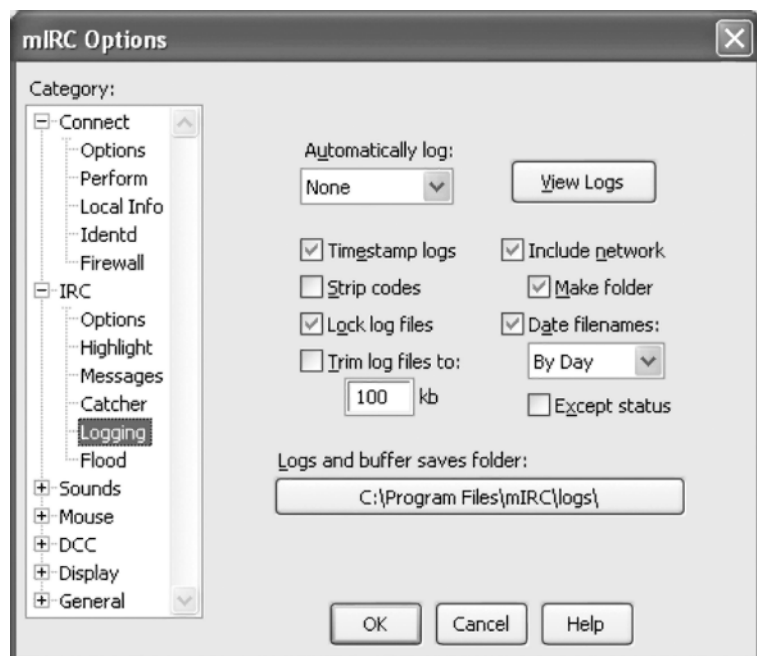 mIRC Options
Category:
Connect
Options
Perform
Local Info
Identd
Firewall
IRC
Options
Highlight
Messages
Catcher
Logging
Flood
Sounds
Mouse
DCC
Display
General
Automatically log:
None
View Logs
Timestamp logs
Include network
Strip codes
Make folder
Lock log files
Date filenames:
Trim log files to:
By Day
100 kb
Except status
Logs and buffer saves folder:
C:\Program Files\mIRC\logs\
OK
Cancel
Help